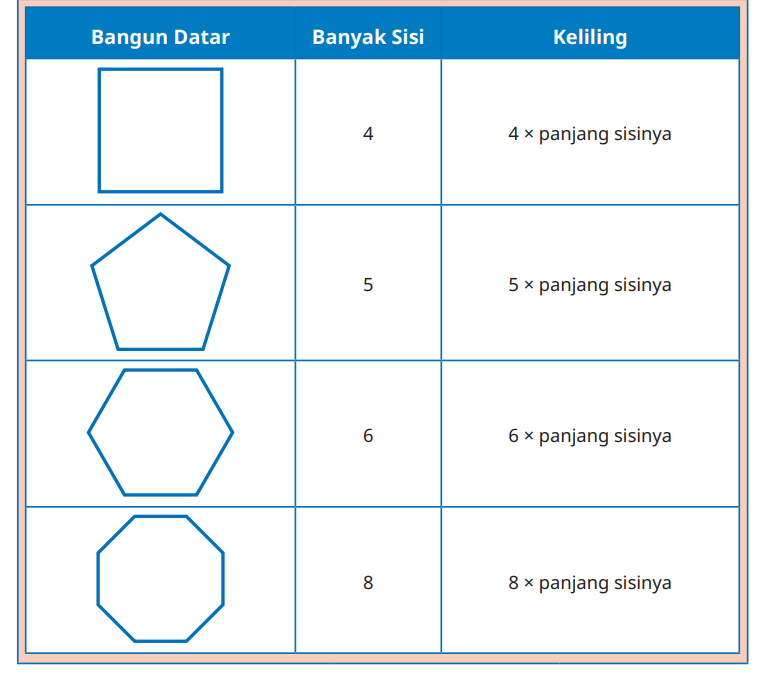 Bangun Datar Banyak Sisi Keliling
4 4 × panjang sisinya
5 5 × panjang sisinya
6 6 × panjang sisinya
8 8 × panjang sisinya